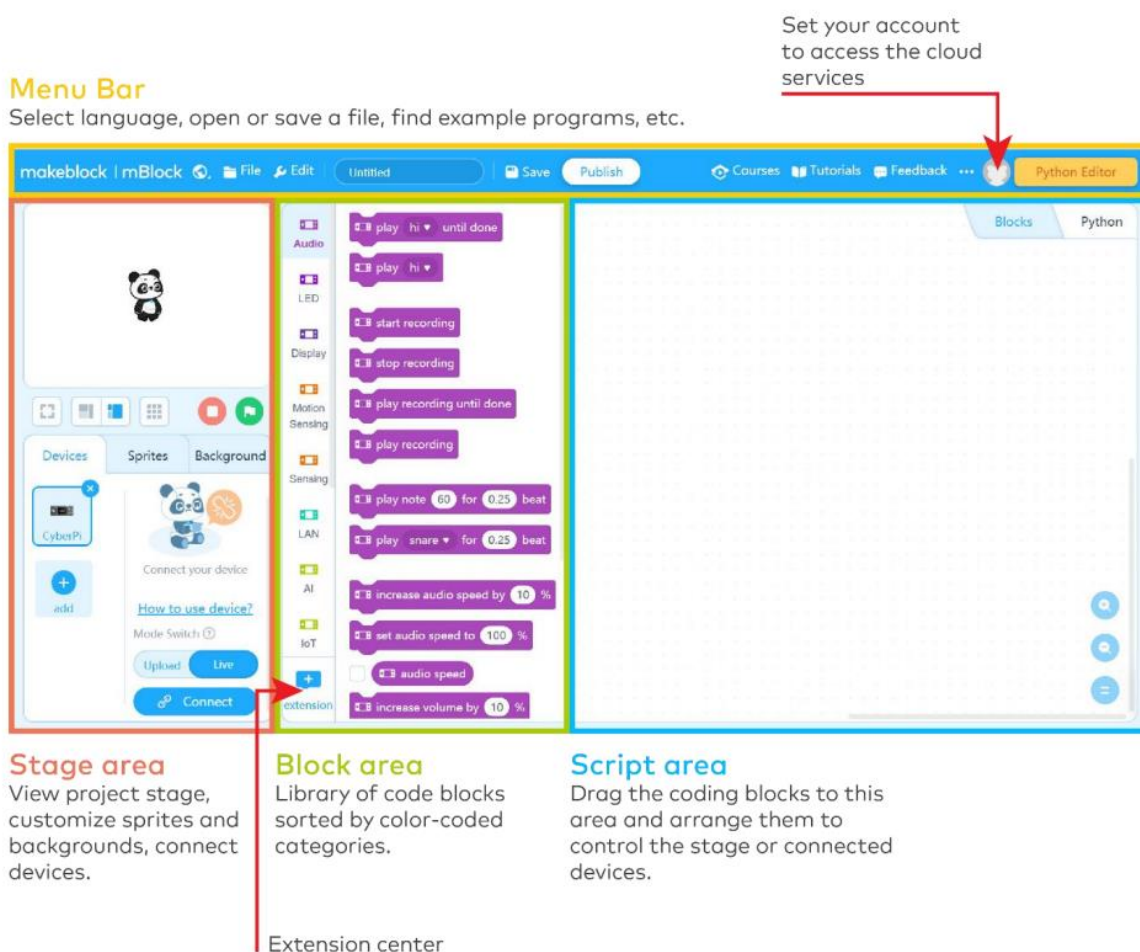 Set your account
to access the cloud
services
Menu Bar
Select language, open or save a file, find example programs, etc.
makeblock | mBlock File Edit Untitled Save Publish Courses Tutorials Feedback ••• Python Editor
Blocks Python
Audio
LED
Display
Motion
Sensing
Sensing
LAN
AI
IoT
extension
play hi until done
play hi
start recording
stop recording
play recording until done
play recording
play note 60 for 0.25 beat
play snare for 0.25 beat
increase audio speed by 10 %
set audio speed to 100 %
audio speed
increase volume by 10 %
Devices Sprites Background
CyberPi
add
Connect your device
How to use device?
Mode Switch ?
Upload Live
Connect
Stage area
View project stage,
customize sprites and
backgrounds, connect
devices.
Block area
Library of code blocks
sorted by color-coded
categories.
Script area
Drag the coding blocks to this
area and arrange them to
control the stage or connected
devices.
Extension center